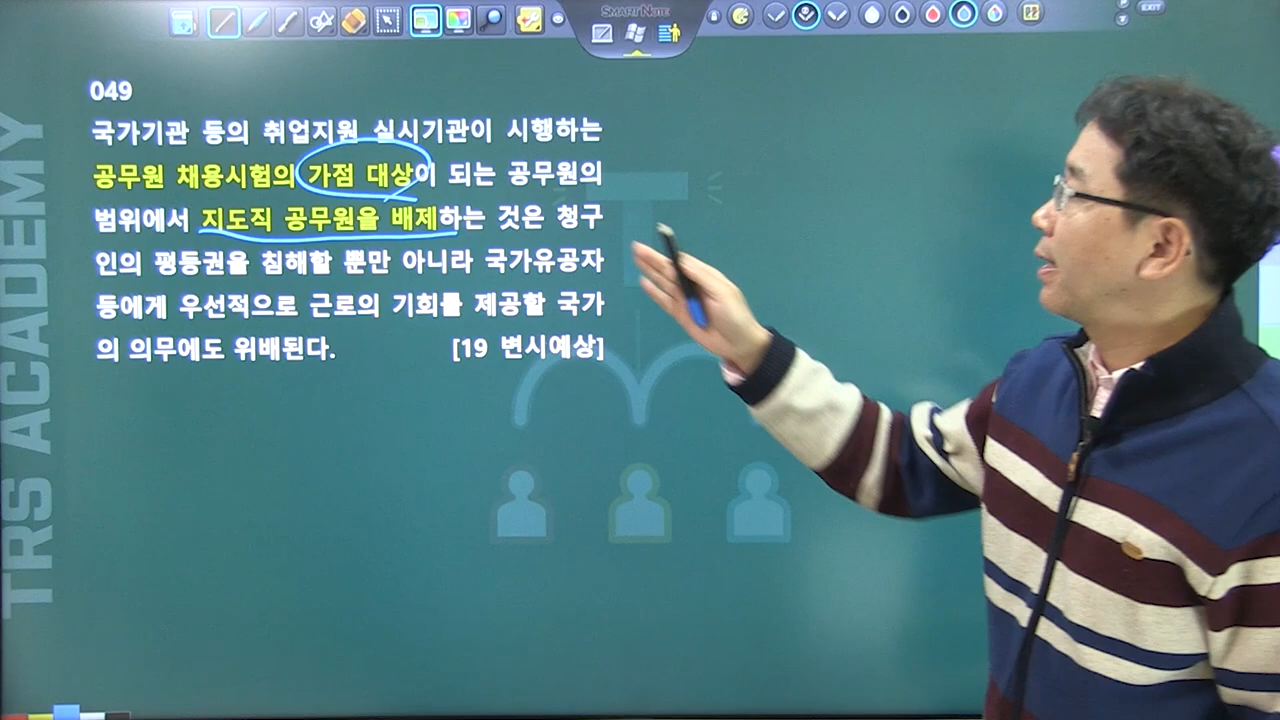 SMARTNOTE
EXIT
049
국가기관 등의 취업지원 실시기관이 시행하는
공무원 채용시험의 가점 대상이 되는 공무원의
범위에서 지도직 공무원을 배제하는 것은 청구
인의 평등권을 침해할 뿐만 아니라 국가유공자
등에게 우선적으로 근로의 기회를 제공할 국가
의 의무에도 위배된다. [19 변시예상]
TRS ACADEMY